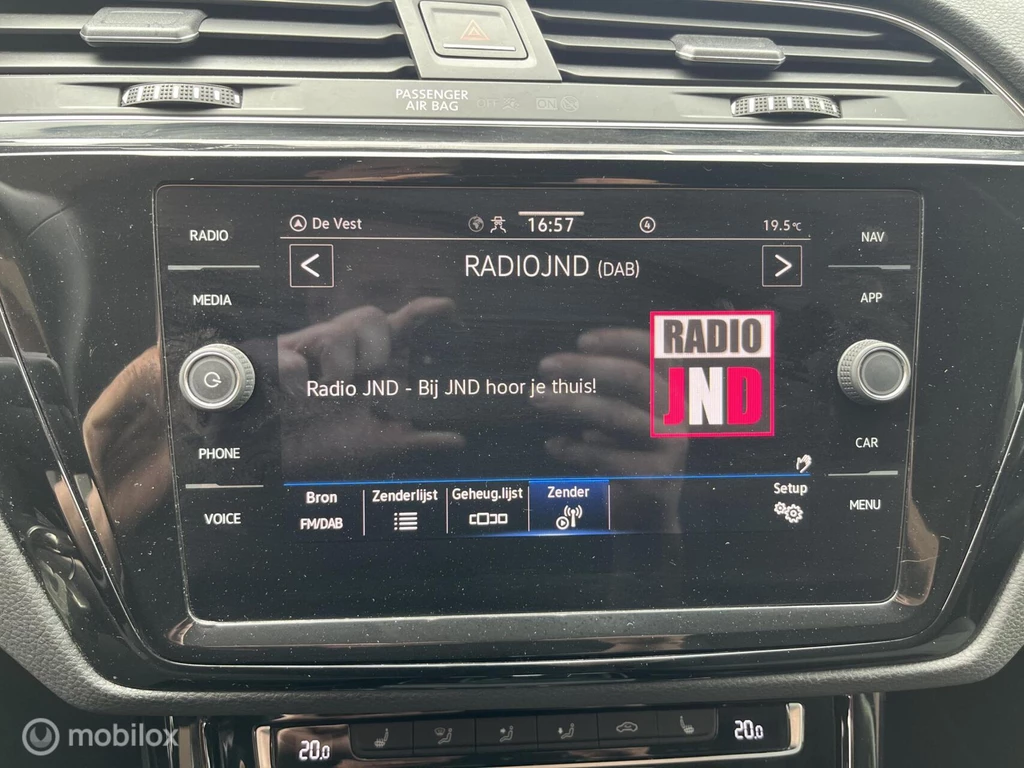 PASSENGER
AIR BAG OFF ON
RADIO
MEDIA
PHONE
VOICE
De Vest 16:57 4 19.5°C
< RADIOJND (DAB) >
Radio JND - Bij JND hoor je thuis!
RADIO
JND
Bron Zenderlijst Geheug.lijst Zender Setup
FM/DAB
NAV
APP
CAR
MENU
20.0 20.0
mobilox